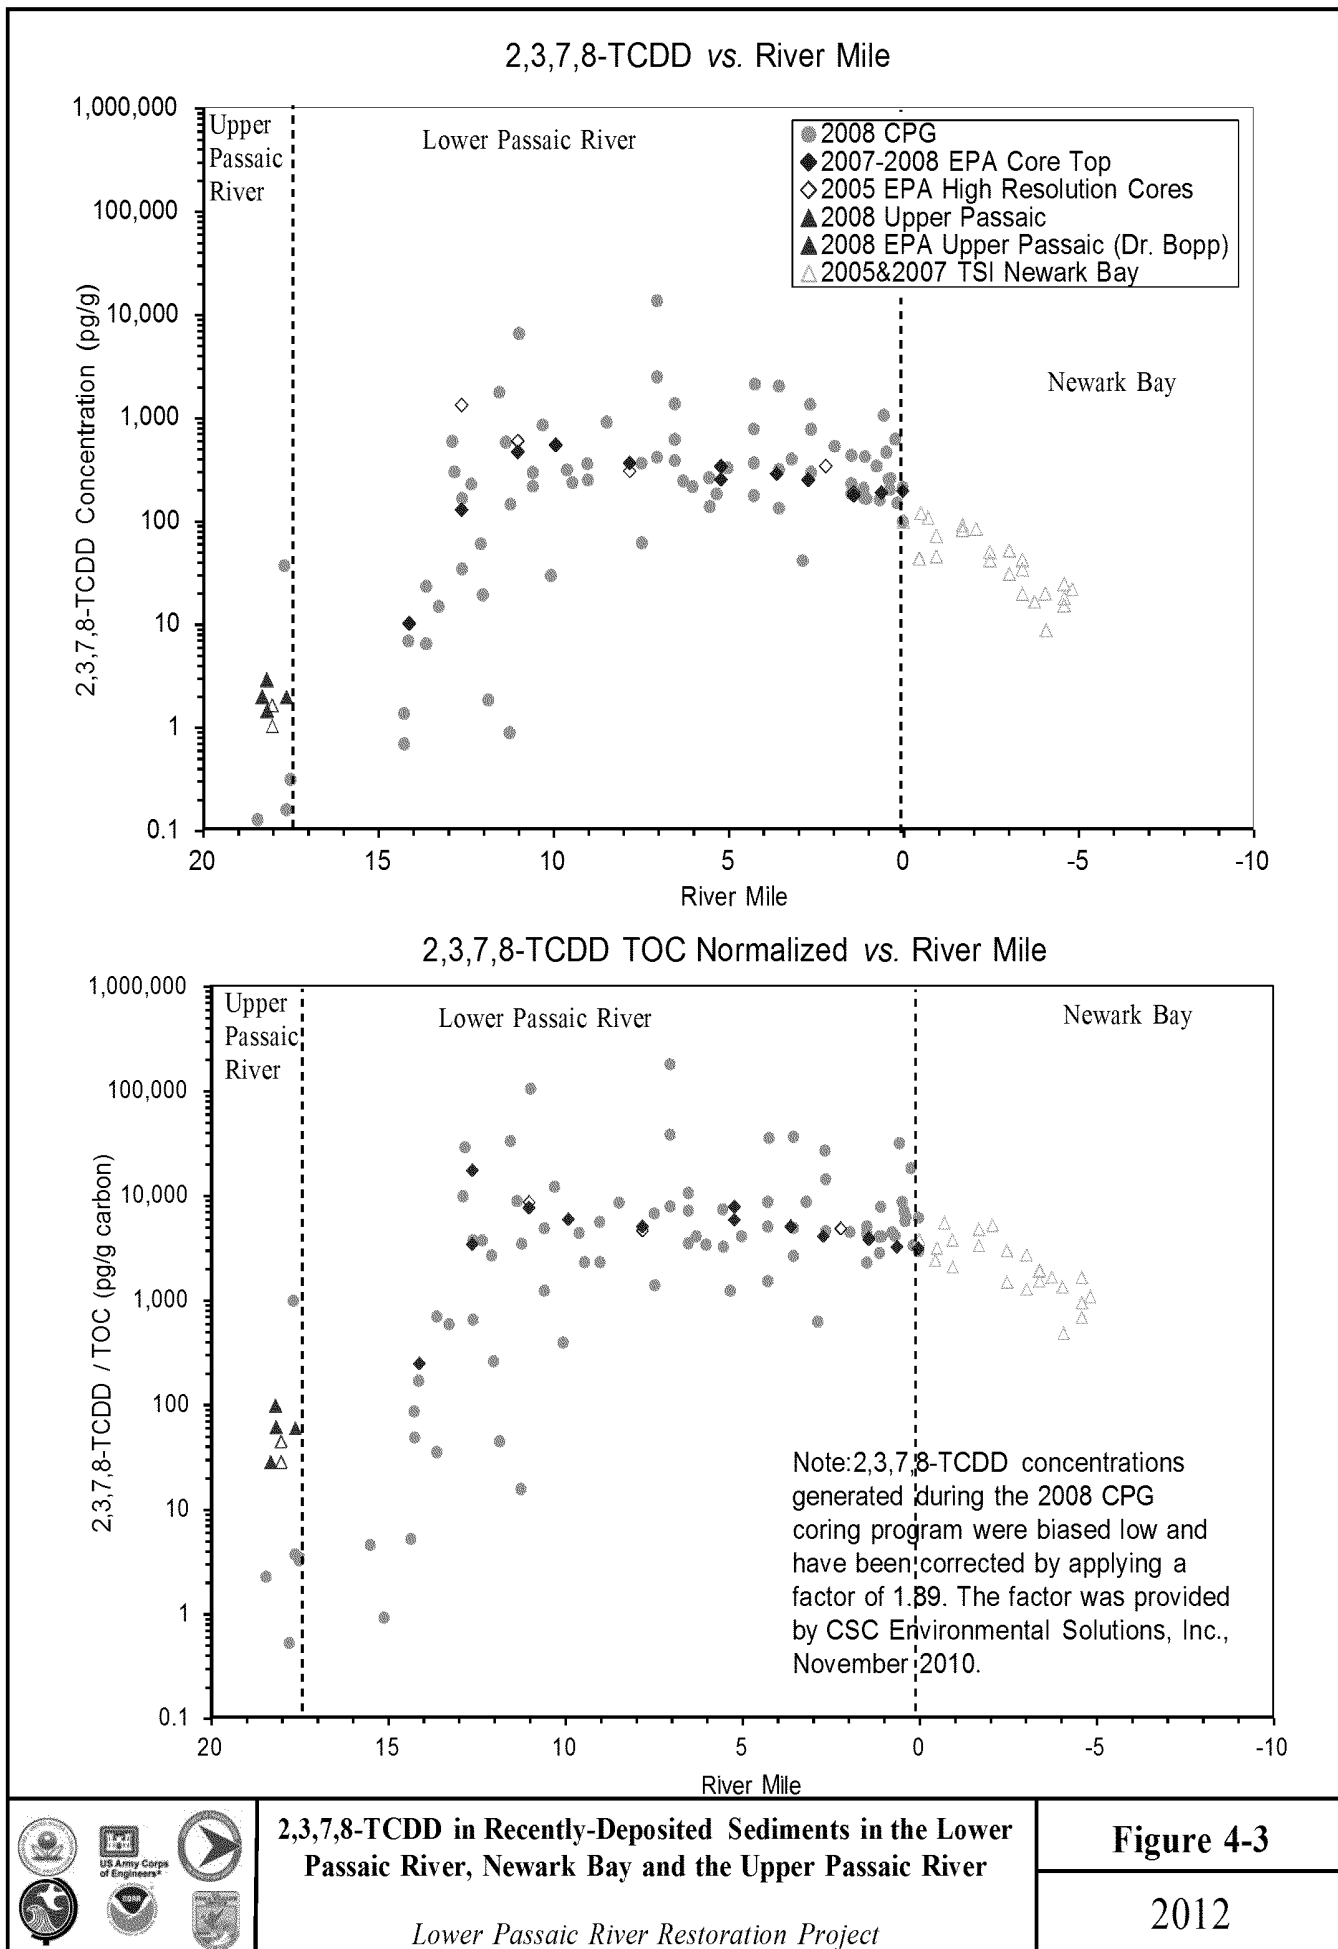 2,3,7,8-TCDD vs. River Mile
1,000,000
100,000
10,000
1,000
100
10
1
0.1
2,3,7,8-TCDD Concentration (pg/g)
Upper
Passaic
River
Lower Passaic River
Newark Bay
2008 CPG
2007-2008 EPA Core Top
2005 EPA High Resolution Cores
2008 Upper Passaic
2008 EPA Upper Passaic (Dr. Bopp)
2005&2007 TSI Newark Bay
20 15 10 5 0 -5 -10
River Mile
2,3,7,8-TCDD TOC Normalized vs. River Mile
1,000,000
100,000
10,000
1,000
100
10
1
0.1
2,3,7,8-TCDD / TOC (pg/g carbon)
Upper
Passaic
River
Lower Passaic River
Newark Bay
Note:2,3,7,8-TCDD concentrations
generated during the 2008 CPG
coring program were biased low and
have been corrected by applying a
factor of 1.89. The factor was provided
by CSC Environmental Solutions, Inc.,
November 2010.
20 15 10 5 0 -5 -10
River Mile
US Army Corps
of Engineers®
2,3,7,8-TCDD in Recently-Deposited Sediments in the Lower
Passaic River, Newark Bay and the Upper Passaic River
Lower Passaic River Restoration Project
Figure 4-3
2012